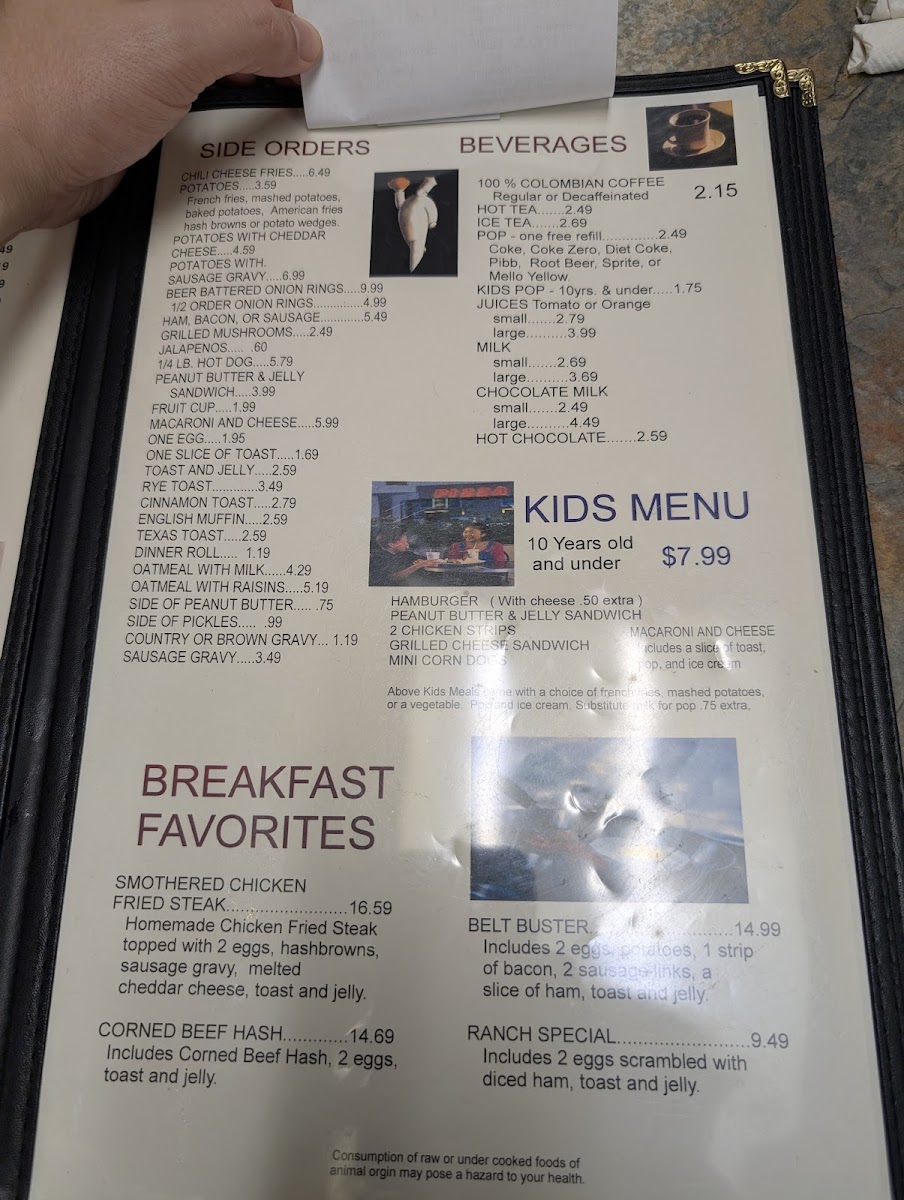 SIDE ORDERS
CHILI CHEESE FRIES.....6.49
POTATOES.....3.59
French fries, mashed potatoes,
baked potatoes, American fries
hash browns or potato wedges.
POTATOES WITH CHEDDAR
CHEESE.....4.59
POTATOES WITH.
SAUSAGE GRAVY.....6.99
BEER BATTERED ONION RINGS.....9.99
1/2 ORDER ONION RINGS...............4.99
HAM, BACON, OR SAUSAGE.............5.49
GRILLED MUSHROOMS.....2.49
JALAPENOS..... .60
1/4 LB. HOT DOG.....5.79
PEANUT BUTTER & JELLY
SANDWICH.....3.99
FRUIT CUP.....1.99
MACARONI AND CHEESE.....5.99
ONE EGG.....1.95
ONE SLICE OF TOAST.....1.69
TOAST AND JELLY.....2.59
RYE TOAST.............3.49
CINNAMON TOAST.....2.79
ENGLISH MUFFIN.....2.59
TEXAS TOAST.....2.59
DINNER ROLL..... 1.19
OATMEAL WITH MILK......4.29
OATMEAL WITH RAISINS.....5.19
SIDE OF PEANUT BUTTER..... .75
SIDE OF PICKLES..... .99
COUNTRY OR BROWN GRAVY... 1.19
SAUSAGE GRAVY.....3.49
BEVERAGES
100 % COLOMBIAN COFFEE
Regular or Decaffeinated 2.15
HOT TEA.......2.49
ICE TEA.......2.69
POP - one free refill..............2.49
Coke, Coke Zero, Diet Coke,
Pibb, Root Beer, Sprite, or
Mello Yellow.
KIDS POP - 10yrs. & under.....1.75
JUICES Tomato or Orange
small.......2.79
large..........3.99
MILK
small.......2.69
large..........3.69
CHOCOLATE MILK
small.......2.49
large..........4.49
HOT CHOCOLATE.......2.59
PIZZA
KIDS MENU
10 Years old
and under $7.99
HAMBURGER ( With cheese .50 extra )
PEANUT BUTTER & JELLY SANDWICH
2 CHICKEN STRIPS
GRILLED CHEESE SANDWICH
MINI CORN DOGS
MACARONI AND CHEESE
Includes a slice of toast,
pop, and ice cream
Above Kids Meals come with a choice of french fries, mashed potatoes,
or a vegetable. Pop and ice cream. Substitute milk for pop .75 extra,
BREAKFAST
FAVORITES
SMOTHERED CHICKEN
FRIED STEAK........................16.59
Homemade Chicken Fried Steak
topped with 2 eggs, hashbrowns,
sausage gravy, melted
cheddar cheese, toast and jelly.
CORNED BEEF HASH.............14.69
Includes Corned Beef Hash, 2 eggs,
toast and jelly.
BELT BUSTER..........................14.99
Includes 2 eggs, potatoes, 1 strip
of bacon, 2 sausage links, a
slice of ham, toast and jelly.
RANCH SPECIAL.........................9.49
Includes 2 eggs scrambled with
diced ham, toast and jelly.
Consumption of raw or under cooked foods of
animal orgin may pose a hazard to your health.